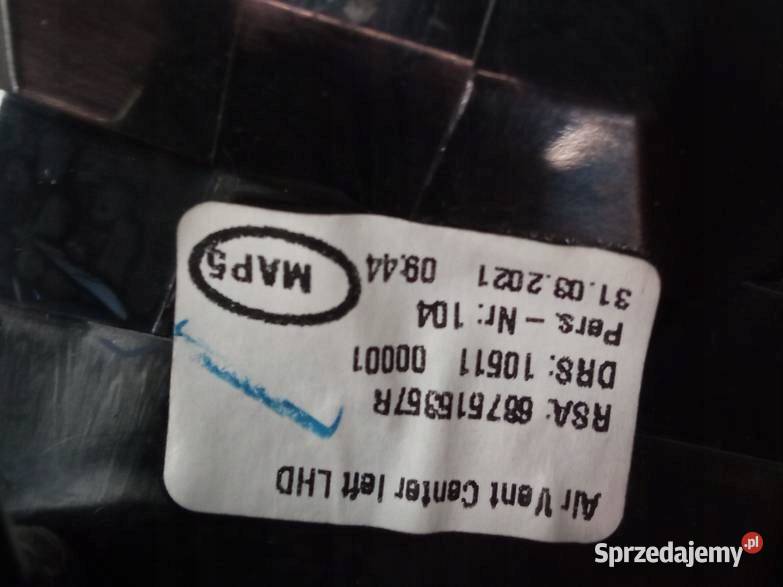 Air Vent Center left LHD
RSA: 6875158357R
DRS: 10511 00001
Pers.-Nr: 104
31.03.2021 09:44
MAP5
Sprzedajemy.pl